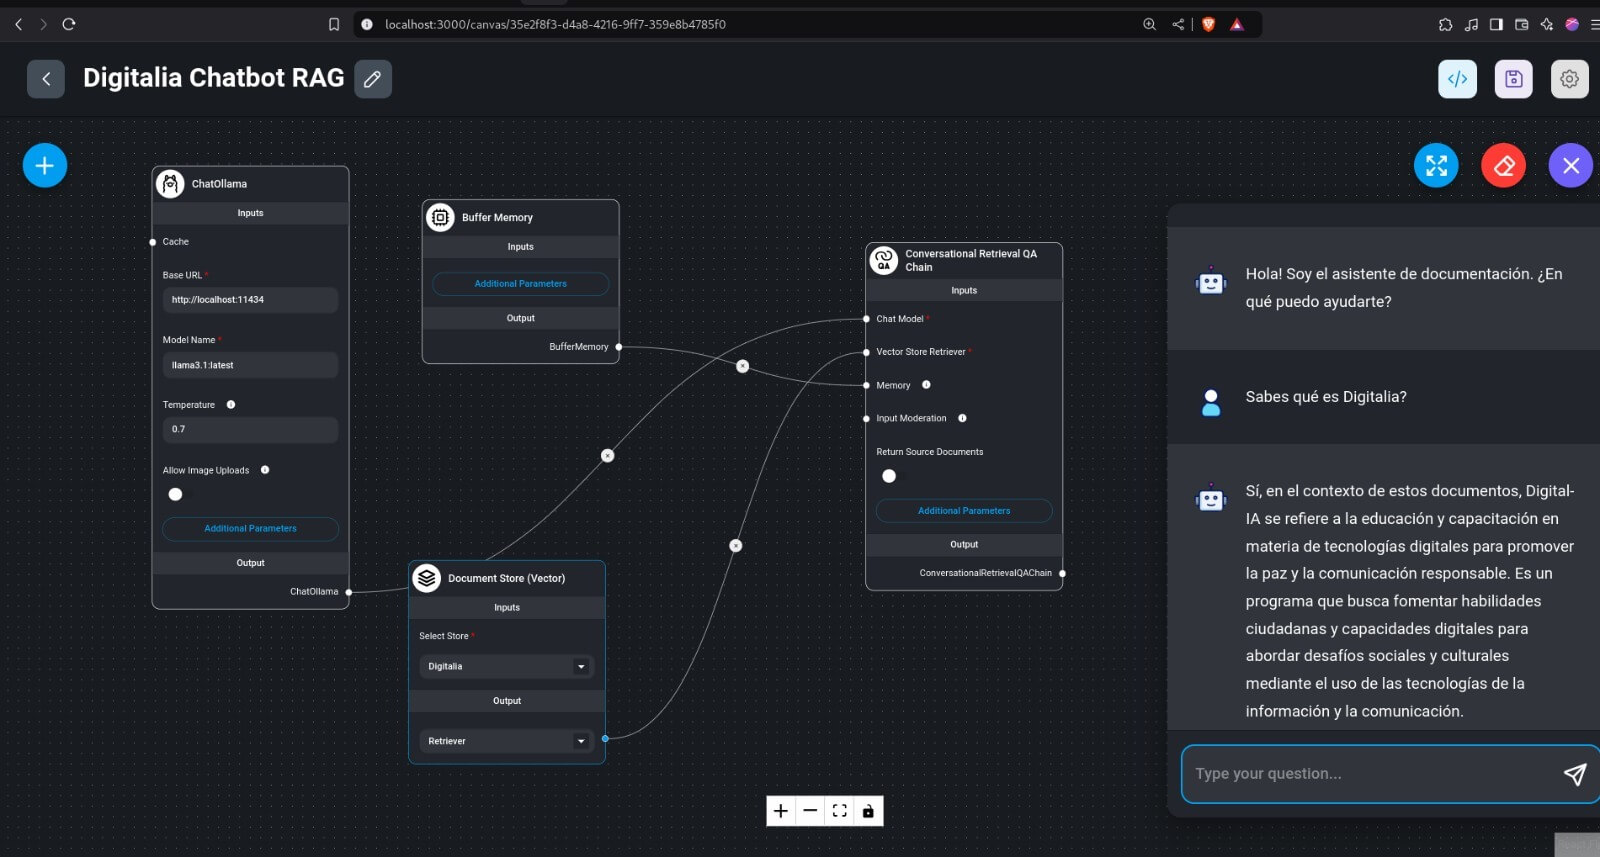 localhost:3000/canvas/35e2f8f3-d4a8-4216-9ff7-359e8b4785f0
Digitalia Chatbot RAG
ChatOllama
Inputs
Cache
Base URL *
http://localhost:11434
Model Name *
llama3.1:latest
Temperature
0.7
Allow Image Uploads
Additional Parameters
Output
ChatOllama
Buffer Memory
Inputs
Additional Parameters
Output
BufferMemory
Document Store (Vector)
Inputs
Select Store *
Digitalia
Output
Retriever
QA
Conversational Retrieval QA
Chain
Inputs
Chat Model *
Vector Store Retriever *
Memory
Input Moderation
Return Source Documents
Additional Parameters
Output
ConversationalRetrievalQAChain
Hola! Soy el asistente de documentación. ¿En
qué puedo ayudarte?
Sabes qué es Digitalia?
Sí, en el contexto de estos documentos, Digital-
IA se refiere a la educación y capacitación en
materia de tecnologías digitales para promover
la paz y la comunicación responsable. Es un
programa que busca fomentar habilidades
ciudadanas y capacidades digitales para
abordar desafíos sociales y culturales
mediante el uso de las tecnologías de la
información y la comunicación.
Type your question...